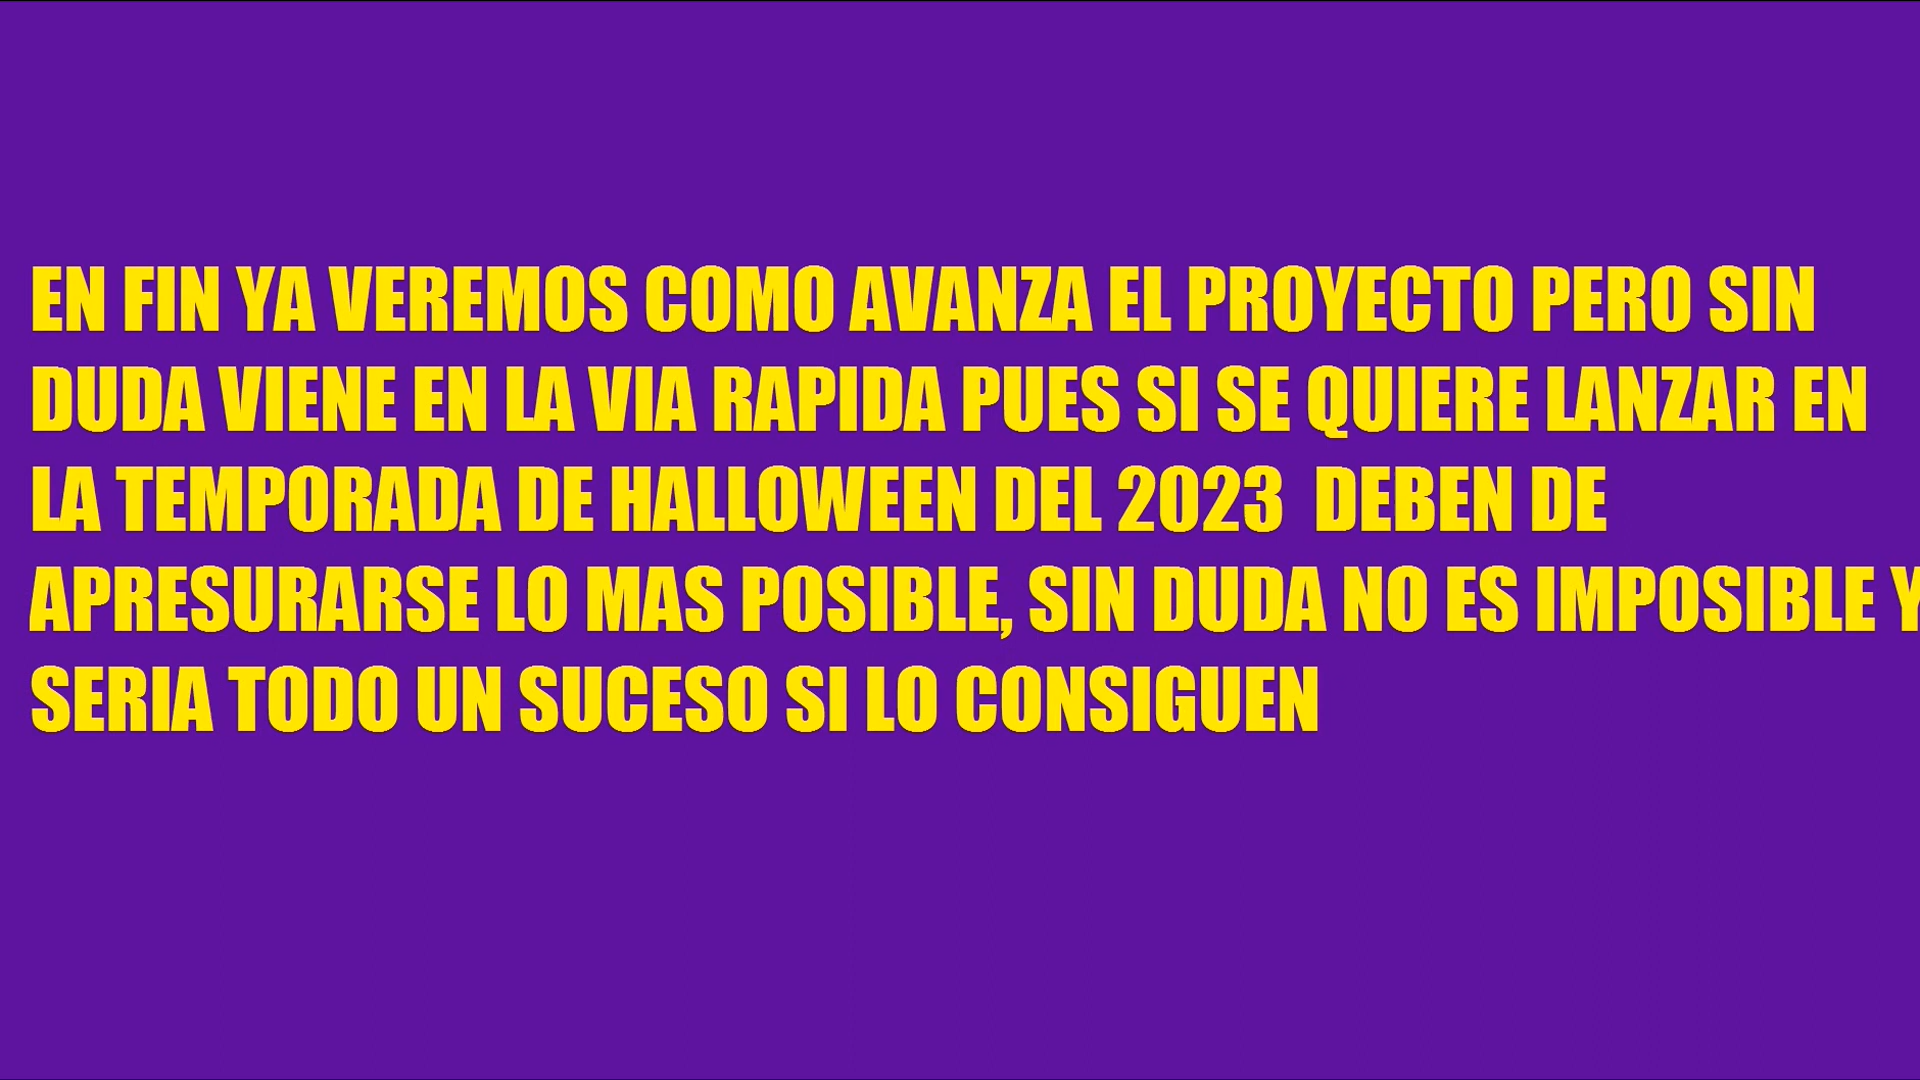 EN FIN YA VEREMOS COMO AVANZA EL PROYECTO PERO SIN
DUDA VIENE EN LA VIA RAPIDA PUES SI SE QUIERE LANZAR EN
LA TEMPORADA DE HALLOWEEN DEL 2023  DEBEN DE
APRESURARSE LO MAS POSIBLE, SIN DUDA NO ES IMPOSIBLE Y
SERIA TODO UN SUCESO SI LO CONSIGUEN